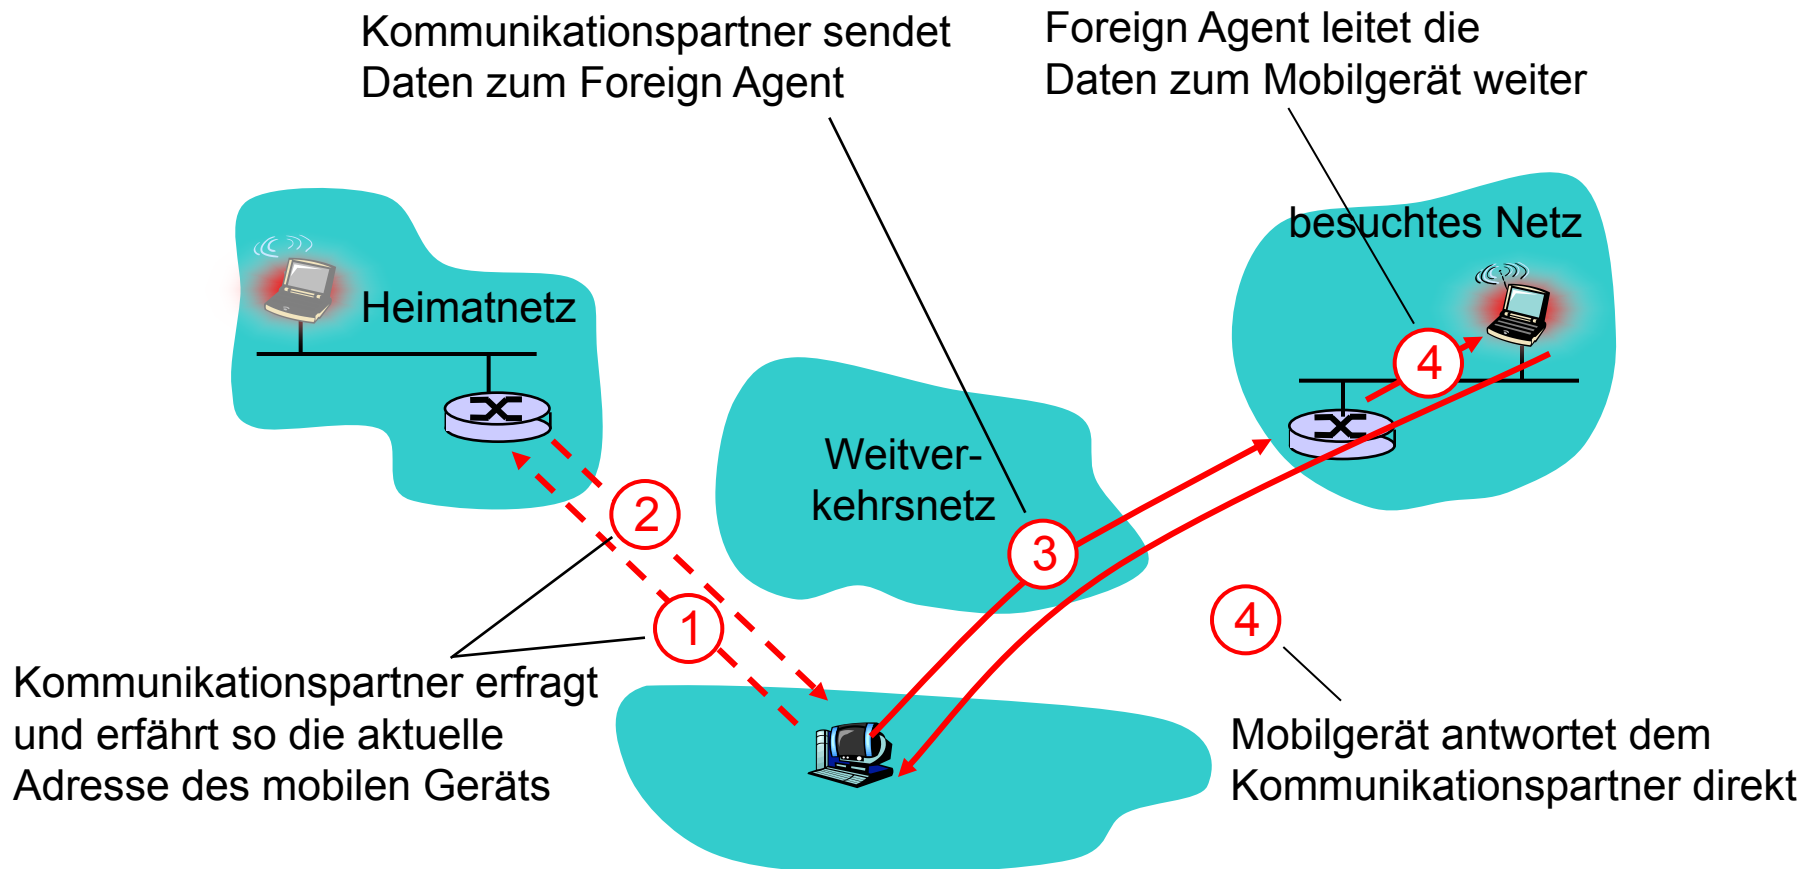 Kommunikationspartner sendet
Daten zum Foreign Agent
Foreign Agent leitet die
Daten zum Mobilgerät weiter
besuchtes Netz
Heimatnetz
4
Weitver-
kehrsnetz
2
3
1
4
Kommunikationspartner erfragt
und erfährt so die aktuelle
Adresse des mobilen Geräts
Mobilgerät antwortet dem
Kommunikationspartner direkt